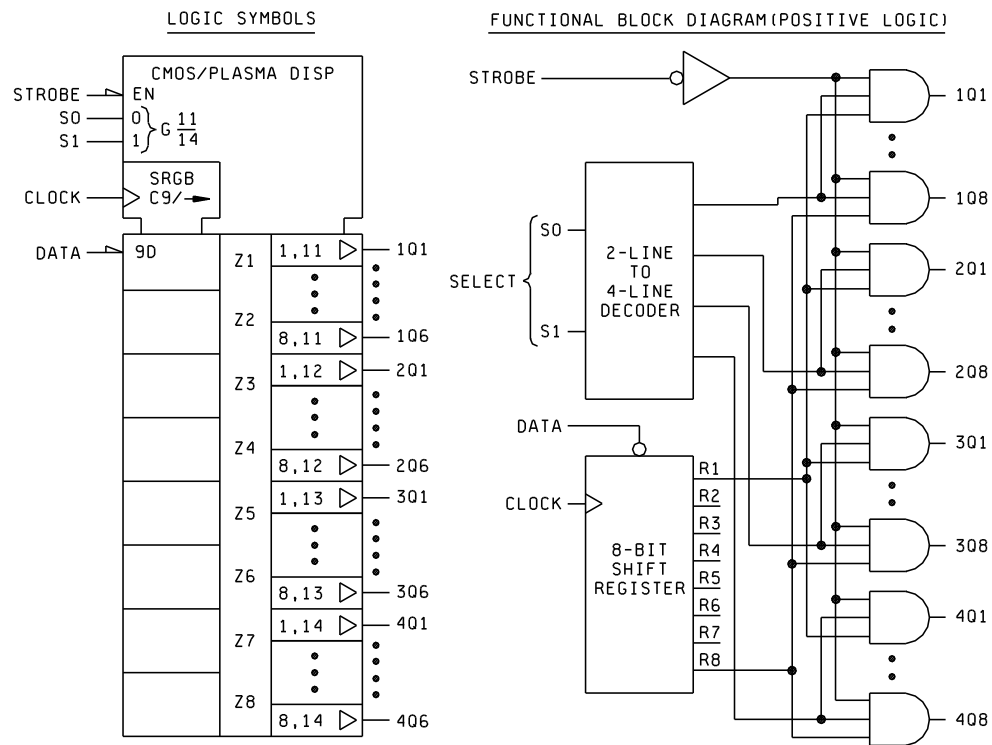 LOGIC SYMBOLS
CMOS/PLASMA DISP
STROBE
EN
S0
0
S1
1
G 11
14
SRGB
CLOCK
C9/
DATA
9D
Z1
1,11
1Q1
Z2
8,11
1Q6
Z3
1,12
2Q1
Z4
8,12
2Q6
Z5
1,13
3Q1
Z6
8,13
3Q6
Z7
1,14
4Q1
Z8
8,14
4Q6
FUNCTIONAL BLOCK DIAGRAM(POSITIVE LOGIC)
STROBE
SELECT
S0
S1
2-LINE
TO
4-LINE
DECODER
DATA
CLOCK
8-BIT
SHIFT
REGISTER
R1
R2
R3
R4
R5
R6
R7
R8
1Q1
1Q8
2Q1
2Q8
3Q1
3Q8
4Q1
4Q8